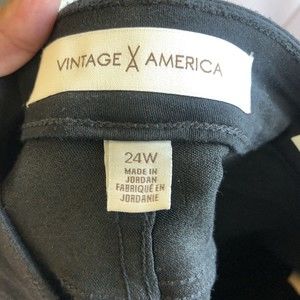 VINTAGE AMERICA
24W
MADE IN
JORDAN
FABRIQUÉ EN
JORDANIE